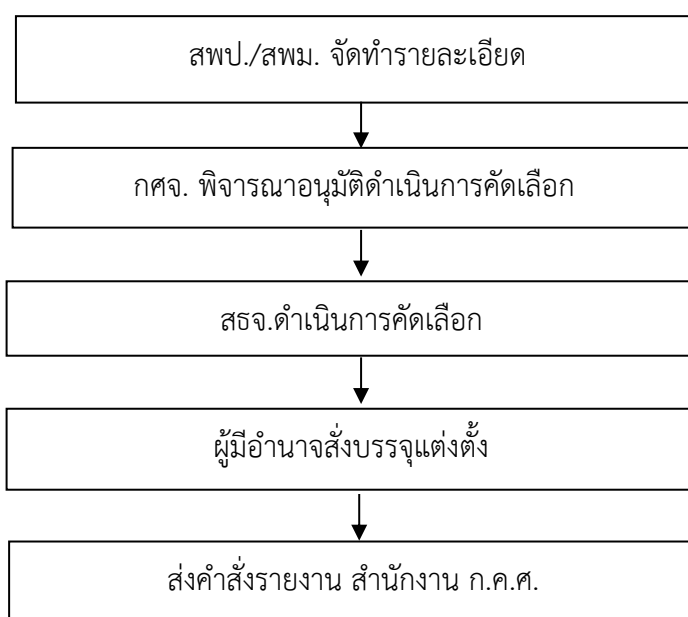 สพป./สพม. จัดทำรายละเอียด
กศจ. พิจารณาอนุมัติดำเนินการคัดเลือก
สธจ.ดำเนินการคัดเลือก
ผู้มีอำนาจสั่งบรรจุแต่งตั้ง
ส่งคำสั่งรายงาน สำนักงาน ก.ค.ศ.